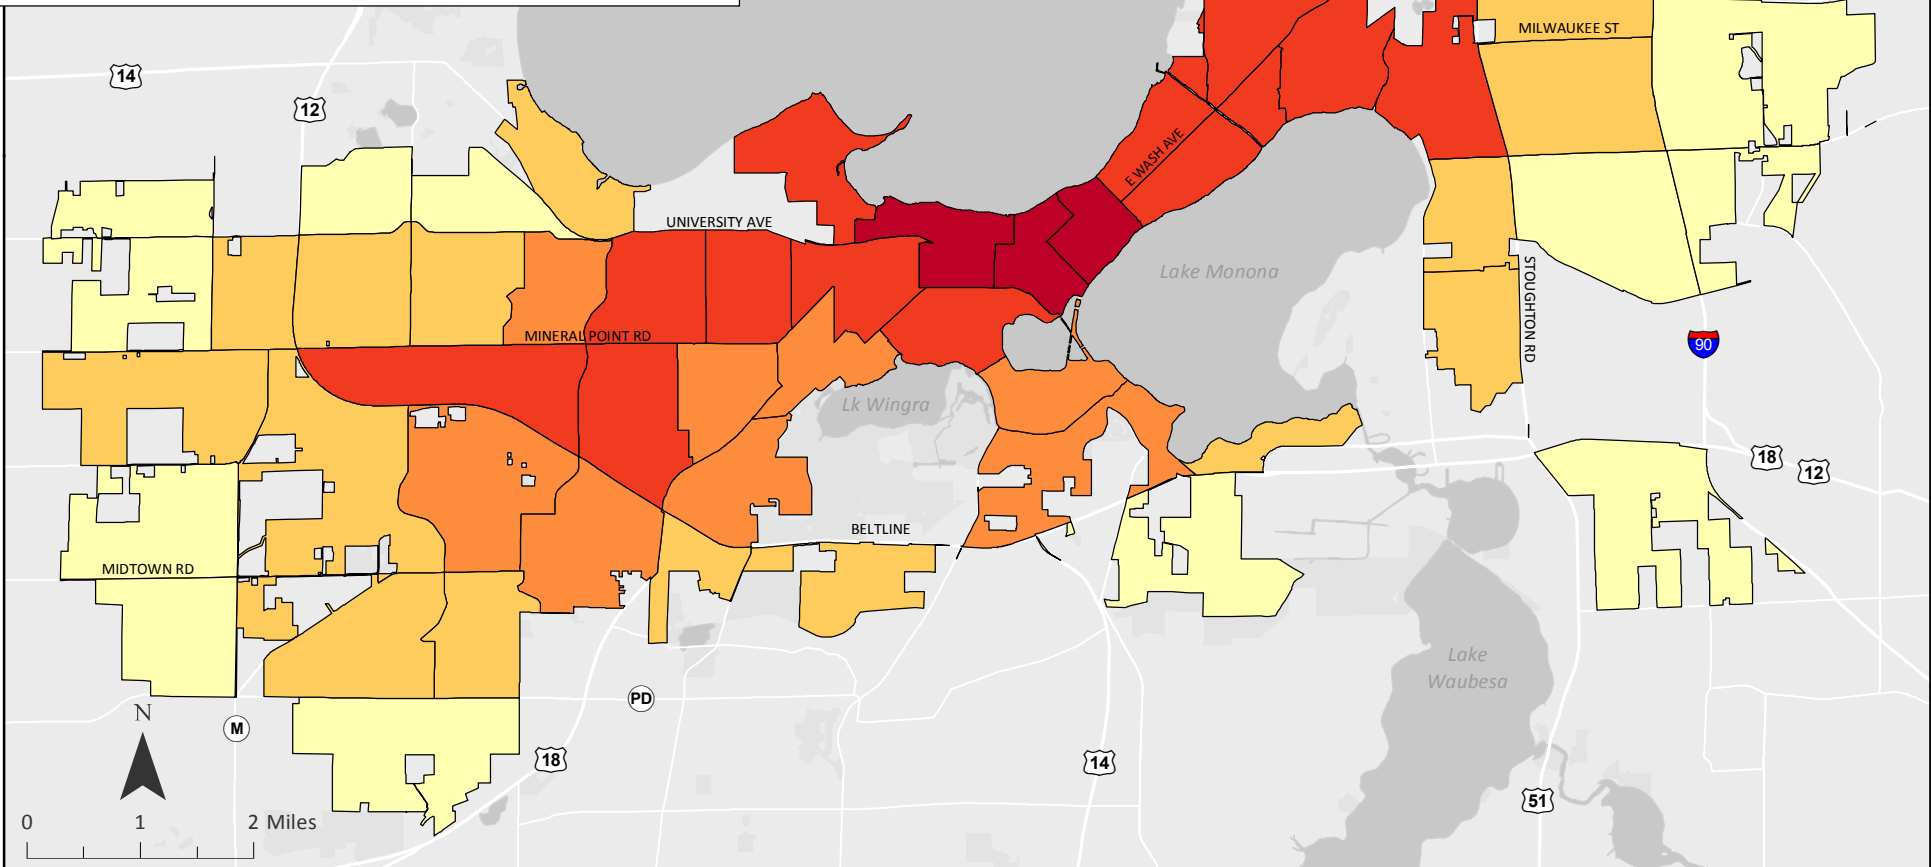 MILWAUKEE ST
14
12
E WASH AVE
UNIVERSITY AVE
Lake Monona
STOUGHTON RD
MINERAL POINT RD
90
Lk Wingra
18
12
BELTLINE
MIDTOWN RD
Lake
Waubesa
PD
N
M
18
14
51
0 1 2 Miles